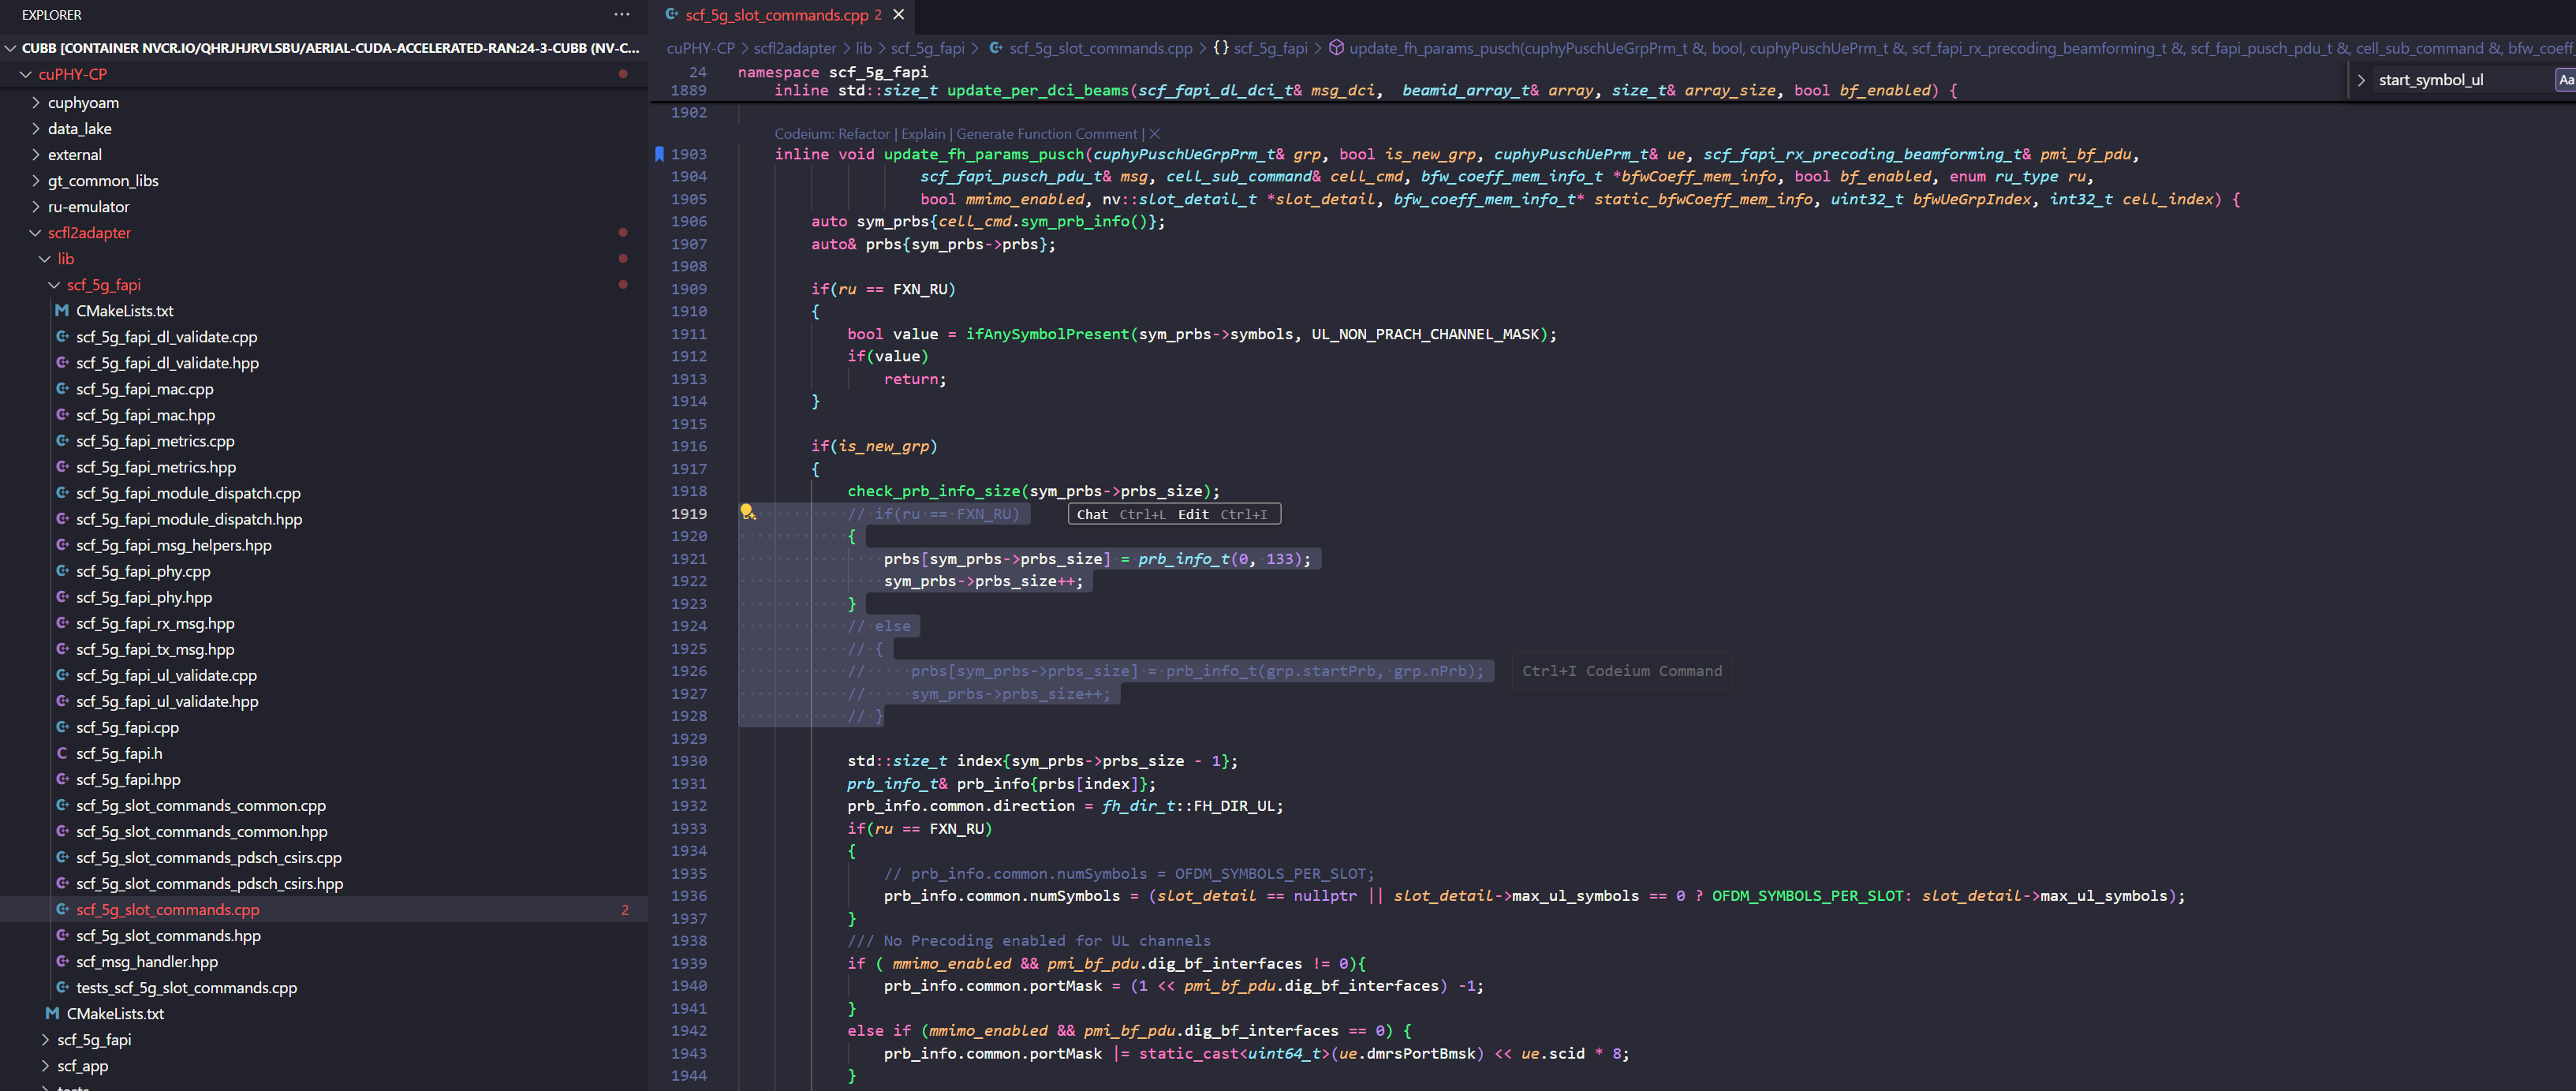 EXPLORER
CUBB [CONTAINER NVCR.IO/QHRJHJRVLSBU/AERIAL-CUDA-ACCELERATED-RAN:24-3-CUBB (NV-C...
cuPHY-CP
cuphyoam
data_lake
external
gt_common_libs
ru-emulator
scfl2adapter
lib
scf_5g_fapi
CMakeLists.txt
scf_5g_fapi_dl_validate.cpp
scf_5g_fapi_dl_validate.hpp
scf_5g_fapi_mac.cpp
scf_5g_fapi_mac.hpp
scf_5g_fapi_metrics.cpp
scf_5g_fapi_metrics.hpp
scf_5g_fapi_module_dispatch.cpp
scf_5g_fapi_module_dispatch.hpp
scf_5g_fapi_msg_helpers.hpp
scf_5g_fapi_phy.cpp
scf_5g_fapi_phy.hpp
scf_5g_fapi_rx_msg.hpp
scf_5g_fapi_tx_msg.hpp
scf_5g_fapi_ul_validate.cpp
scf_5g_fapi_ul_validate.hpp
scf_5g_fapi.cpp
scf_5g_fapi.h
scf_5g_fapi.hpp
scf_5g_slot_commands_common.cpp
scf_5g_slot_commands_common.hpp
scf_5g_slot_commands_pdsch_csirs.cpp
scf_5g_slot_commands_pdsch_csirs.hpp
scf_5g_slot_commands.cpp 2
scf_5g_slot_commands.hpp
scf_msg_handler.hpp
tests_scf_5g_slot_commands.cpp
CMakeLists.txt
scf_5g_fapi
scf_app
scf_5g_slot_commands.cpp 2
cuPHY-CP > scfl2adapter > lib > scf_5g_fapi > scf_5g_slot_commands.cpp > {} scf_5g_fapi > update_fh_params_pusch(cuphyPuschUeGrpPrm_t &, bool, cuphyPuschUePrm_t &, scf_fapi_rx_precoding_beamforming_t &, scf_fapi_pusch_pdu_t &, cell_sub_command &, bfw_coeff
start_symbol_ul Aa
24 namespace scf_5g_fapi
1889 inline std::size_t update_per_dci_beams(scf_fapi_dl_dci_t& msg_dci, beamid_array_t& array, size_t& array_size, bool bf_enabled) {
1902
Codeium: Refactor | Explain | Generate Function Comment | X
1903 inline void update_fh_params_pusch(cuphyPuschUeGrpPrm_t& grp, bool is_new_grp, cuphyPuschUePrm_t& ue, scf_fapi_rx_precoding_beamforming_t& pmi_bf_pdu,
1904 scf_fapi_pusch_pdu_t& msg, cell_sub_command& cell_cmd, bfw_coeff_mem_info_t *bfwCoeff_mem_info, bool bf_enabled, enum ru_type ru,
1905 bool mmimo_enabled, nv::slot_detail_t *slot_detail, bfw_coeff_mem_info_t* static_bfwCoeff_mem_info, uint32_t bfwUeGrpIndex, int32_t cell_index) {
1906 auto sym_prbs{cell_cmd.sym_prb_info()};
1907 auto& prbs{sym_prbs->prbs};
1908
1909 if(ru == FXN_RU)
1910 {
1911 bool value = ifAnySymbolPresent(sym_prbs->symbols, UL_NON_PRACH_CHANNEL_MASK);
1912 if(value)
1913 return;
1914 }
1915
1916 if(is_new_grp)
1917 {
1918 check_prb_info_size(sym_prbs->prbs_size);
1919 // if(ru == FXN_RU) Chat Ctrl+L Edit Ctrl+I
1920 {
1921 prbs[sym_prbs->prbs_size] = prb_info_t(0, 133);
1922 sym_prbs->prbs_size++;
1923 }
1924 // else
1925 // {
1926 // prbs[sym_prbs->prbs_size] = prb_info_t(grp.startPrb, grp.nPrb); Ctrl+I Codeium Command
1927 // sym_prbs->prbs_size++;
1928 // }
1929
1930 std::size_t index{sym_prbs->prbs_size - 1};
1931 prb_info_t& prb_info{prbs[index]};
1932 prb_info.common.direction = fh_dir_t::FH_DIR_UL;
1933 if(ru == FXN_RU)
1934 {
1935 // prb_info.common.numSymbols = OFDM_SYMBOLS_PER_SLOT;
1936 prb_info.common.numSymbols = (slot_detail == nullptr || slot_detail->max_ul_symbols == 0 ? OFDM_SYMBOLS_PER_SLOT: slot_detail->max_ul_symbols);
1937 }
1938 /// No Precoding enabled for UL channels
1939 if ( mmimo_enabled && pmi_bf_pdu.dig_bf_interfaces != 0){
1940 prb_info.common.portMask = (1 << pmi_bf_pdu.dig_bf_interfaces) -1;
1941 }
1942 else if (mmimo_enabled && pmi_bf_pdu.dig_bf_interfaces == 0) {
1943 prb_info.common.portMask |= static_cast<uint64_t>(ue.dmrsPortBmsk) << ue.scid * 8;
1944 }